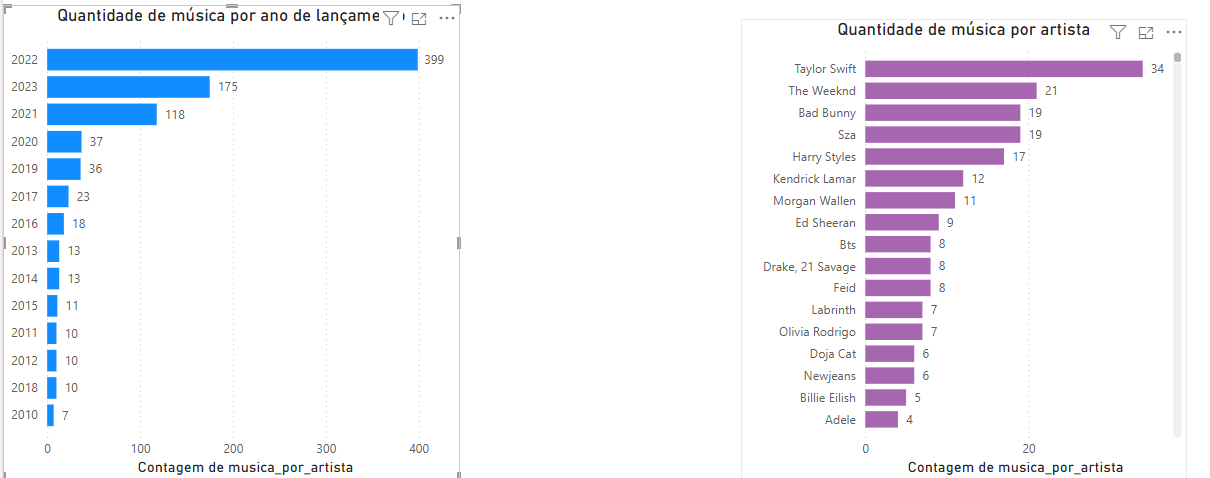 Quantidade de música por ano de lançame
2022 399
2023 175
2021 118
2020 37
2019 36
2017 23
2016 18
2013 13
2014 13
2015 11
2011 10
2012 10
2018 10
2010 7
0 100 200 300 400
Contagem de musica_por_artista
Quantidade de música por artista
Taylor Swift 34
The Weeknd 21
Bad Bunny 19
Sza 19
Harry Styles 17
Kendrick Lamar 12
Morgan Wallen 11
Ed Sheeran 9
Bts 8
Drake, 21 Savage 8
Feid 8
Labrinth 7
Olivia Rodrigo 7
Doja Cat 6
Newjeans 6
Billie Eilish 5
Adele 4
0 20
Contagem de musica_por_artista